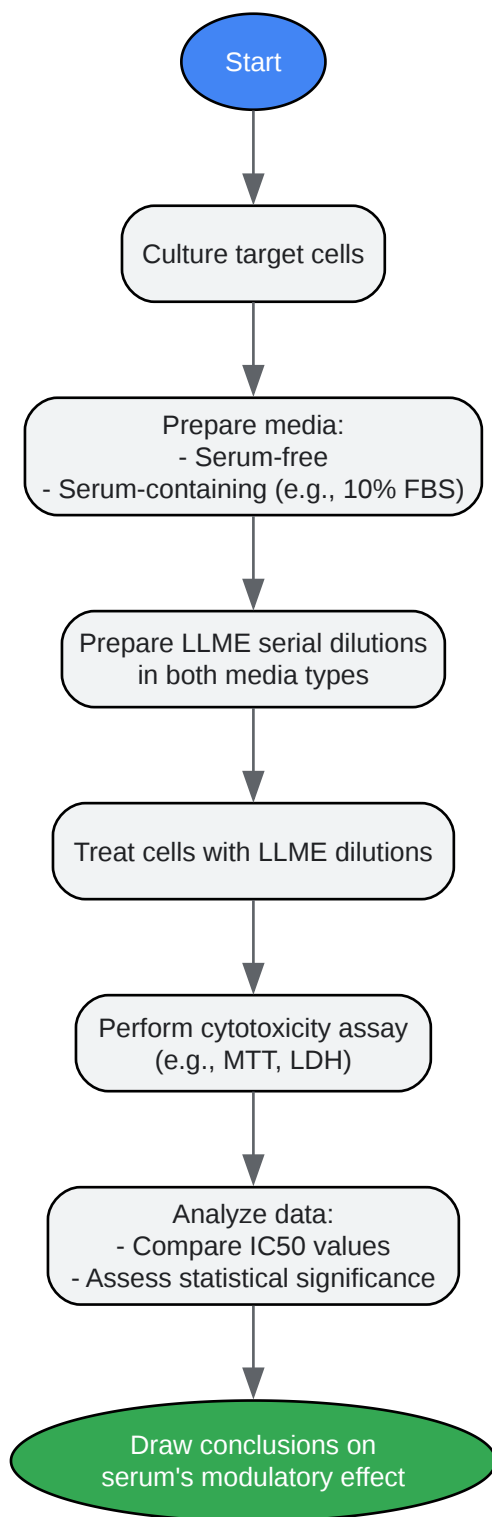 Start
Culture target cells
Prepare media:
- Serum-free
- Serum-containing (e.g., 10% FBS)
Prepare LLME serial dilutions
in both media types
Treat cells with LLME dilutions
Perform cytotoxicity assay
(e.g., MTT, LDH)
Analyze data:
- Compare IC50 values
- Assess statistical significance
Draw conclusions on
serum's modulatory effect